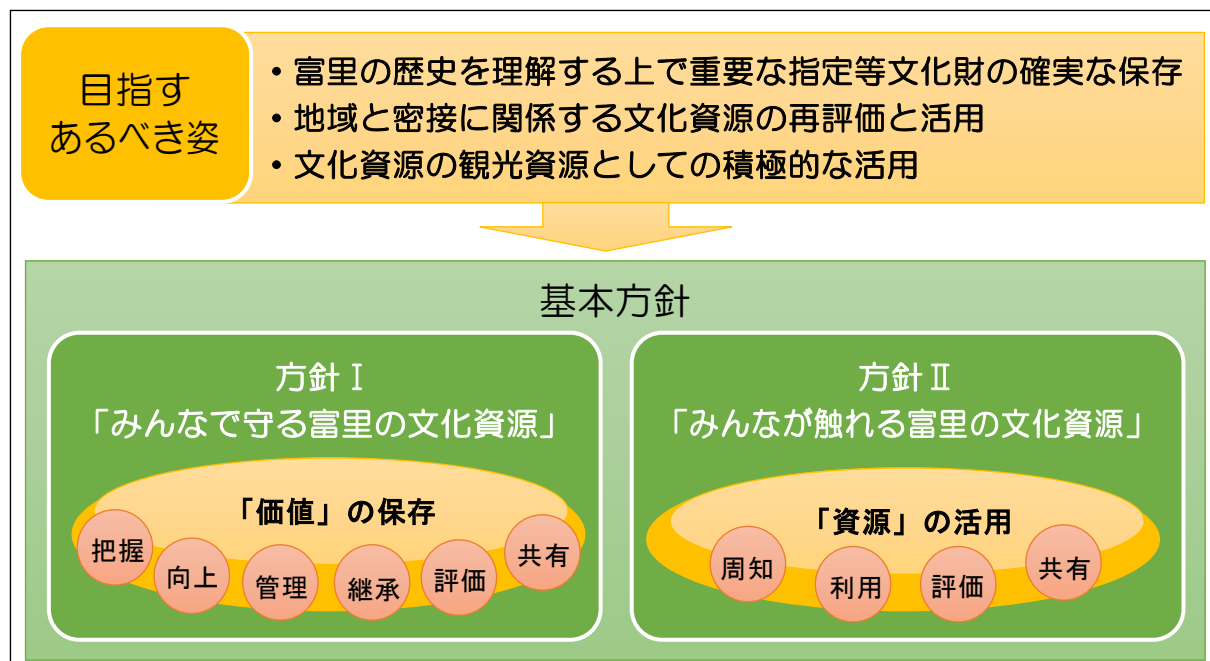 目指す
あるべき姿
・富里の歴史を理解する上で重要な指定等文化財の確実な保存
・地域と密接に関係する文化資源の再評価と活用
・文化資源の観光資源としての積極的な活用
基本方針
方針Ⅰ
「みんなで守る富里の文化資源」
「価値」の保存
把握
向上
管理
継承
評価
共有
方針Ⅱ
「みんなが触れる富里の文化資源」
「資源」の活用
周知
利用
評価
共有